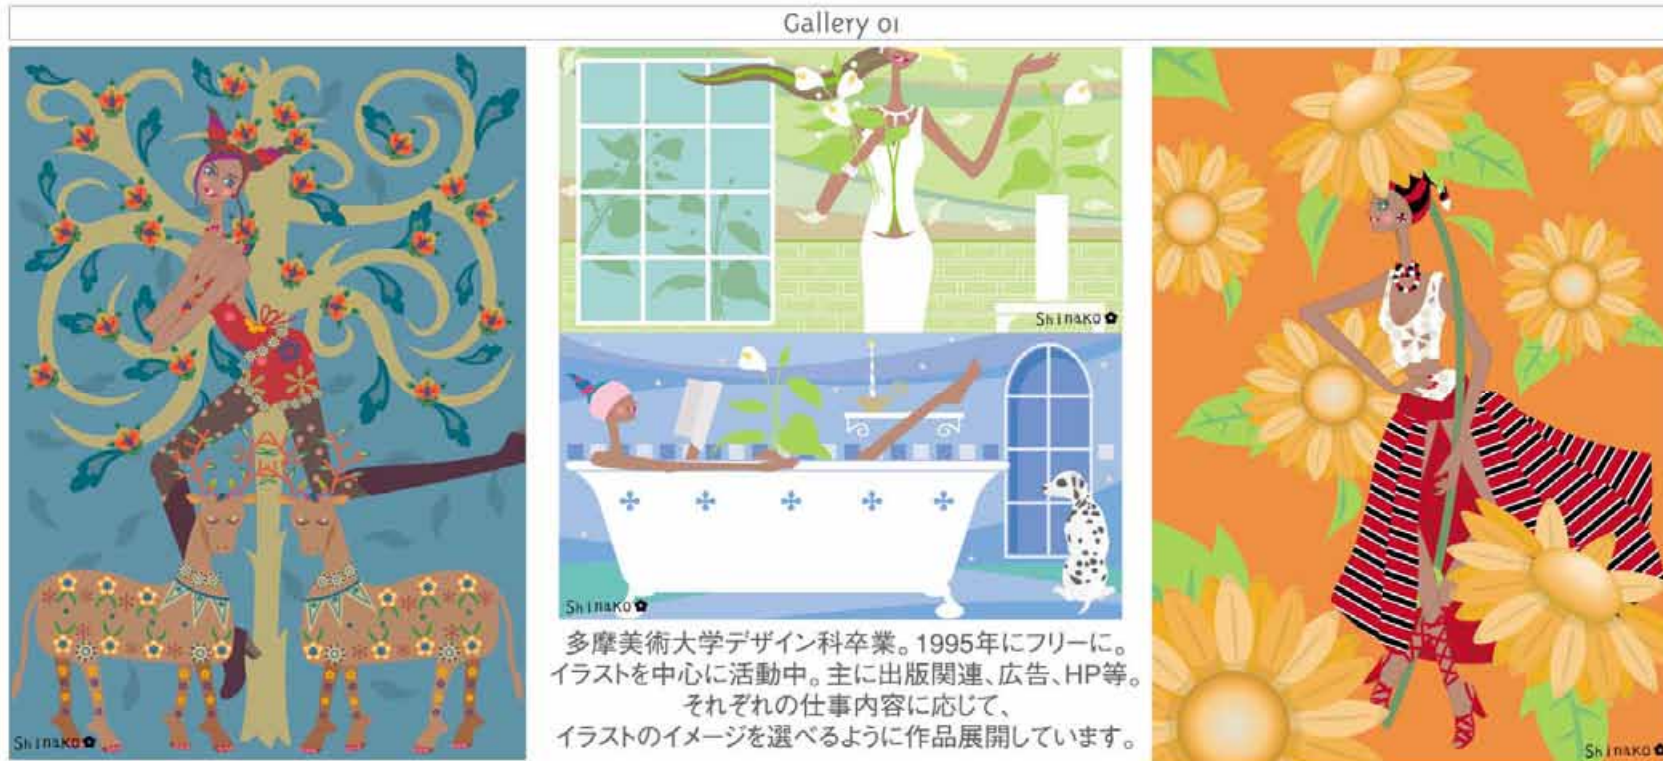 Gallery 01
Shinako
Shinako
Shinako
Shinako
多摩美術大学デザイン科卒業。1995年にフリーに。
イラストを中心に活動中。主に出版関連、広告、HP等。
それぞれの仕事内容に応じて、
イラストのイメージを選べるように作品展開しています。